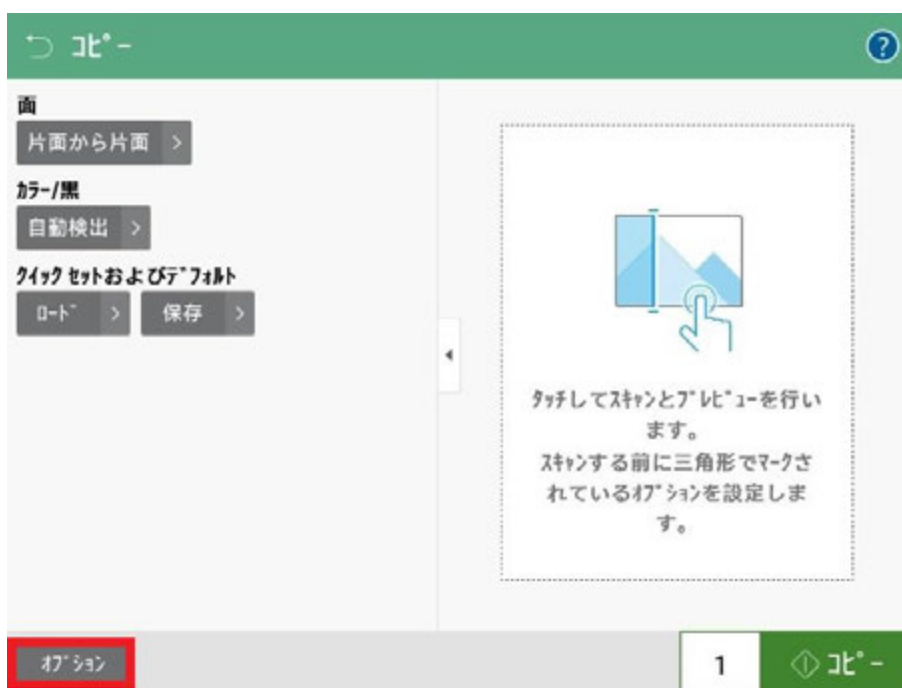 ｺﾋﾟｰ
?
面
片面から片面 >
ｶﾗｰ/黒
自動検出 >
ｸｲｯｸ ｾｯﾄおよびﾃﾞﾌｫﾙﾄ
ﾛｰﾄﾞ > 保存 >
ﾀｯﾁしてｽｷｬﾝとﾌﾟﾚﾋﾞｭｰを行い
ます。
ｽｷｬﾝする前に三角形でﾏｰｸさ
れているｵﾌﾟｼｮﾝを設定しま
す。
ｵﾌﾟｼｮﾝ
1
ｺﾋﾟｰ